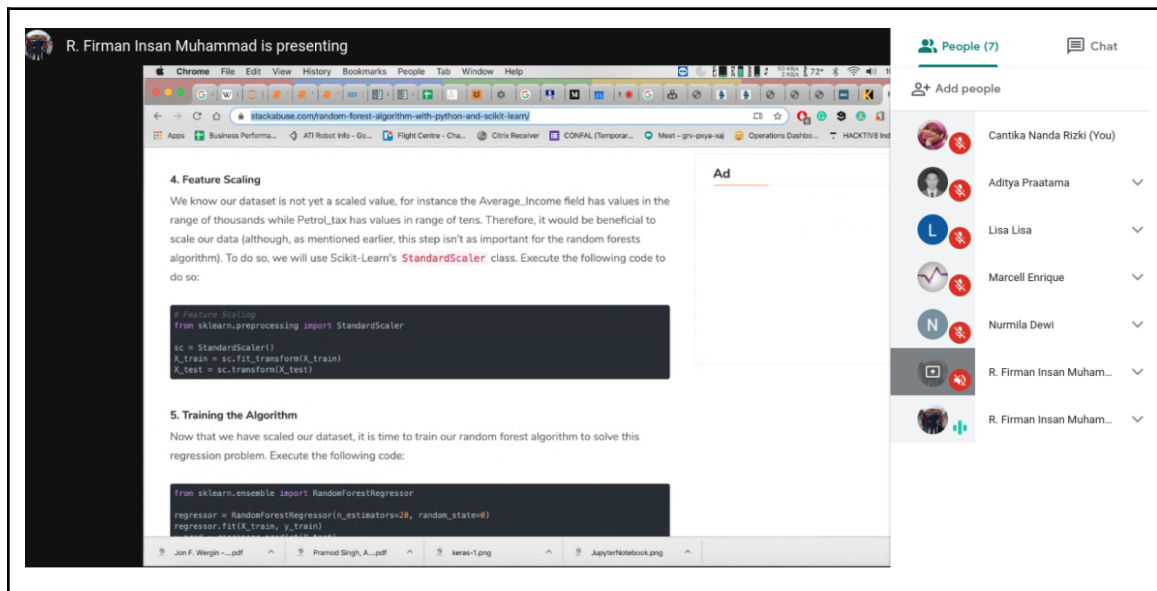 R. Firman Insan Muhammad is presenting
Chrome File Edit View History Bookmarks People Tab Window Help
72°
stackabuse.com/random-forest-algorithm-with-python-and-scikit-learn/
Apps Business Performa... ATI Robot Info - Go... Flight Centre - Cha... Citrix Receiver CONFAL (Temporar... Meet - grv-pxya-xaj Operations Dashbo... HACKTIV8 Ind
4. Feature Scaling
We know our dataset is not yet a scaled value, for instance the Average_Income field has values in the
range of thousands while Petrol_tax has values in range of tens. Therefore, it would be beneficial to
scale our data (although, as mentioned earlier, this step isn't as important for the random forests
algorithm). To do so, we will use Scikit-Learn's StandardScaler class. Execute the following code to
do so:
# Feature Scaling
from sklearn.preprocessing import StandardScaler
sc = StandardScaler()
X_train = sc.fit_transform(X_train)
X_test = sc.transform(X_test)
5. Training the Algorithm
Now that we have scaled our dataset, it is time to train our random forest algorithm to solve this
regression problem. Execute the following code:
from sklearn.ensemble import RandomForestRegressor
regressor = RandomForestRegressor(n_estimators=20, random_state=0)
regressor.fit(X_train, y_train)
Ad
Jon F. Wergin -....pdf Pramod Singh, A....pdf keras-1.png JupyterNotebook.png
People (7) Chat
Add people
Cantika Nanda Rizki (You)
Aditya Praatama
L Lisa Lisa
Marcell Enrique
N Nurmila Dewi
R. Firman Insan Muham...
R. Firman Insan Muham...